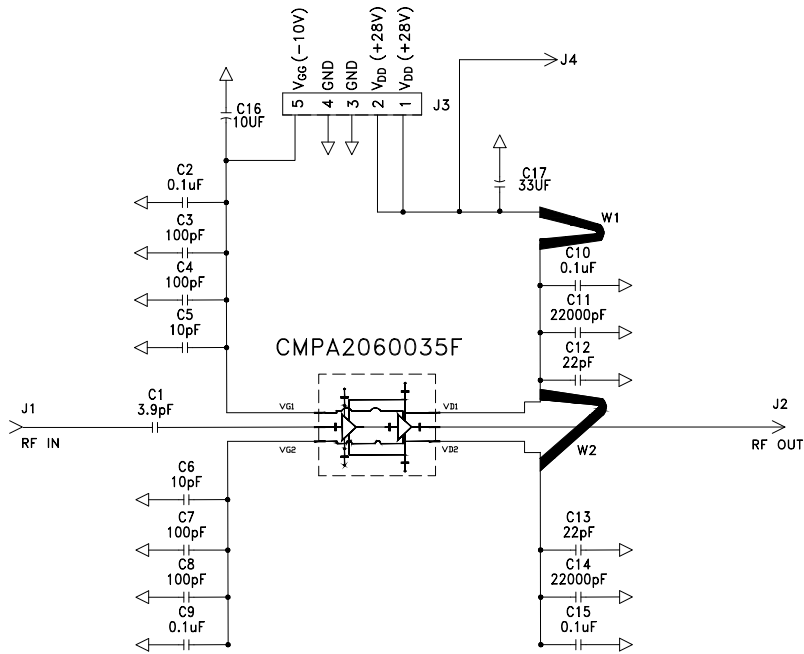 VGG (-10V)
GND
GND
VDD (+28V)
VDD (+28V)
5
4
3
2
1
J3
J4
C16
10UF
C17
33UF
C2
0.1uF
C3
100pF
C4
100pF
C5
10pF
W1
C10
0.1uF
C11
22000pF
C12
22pF
CMPA2060035F
J1
RF IN
C1
3.9pF
VG1
VG2
VD1
VD2
W2
J2
RF OUT
C6
10pF
C7
100pF
C8
100pF
C9
0.1uF
C13
22pF
C14
22000pF
C15
0.1uF